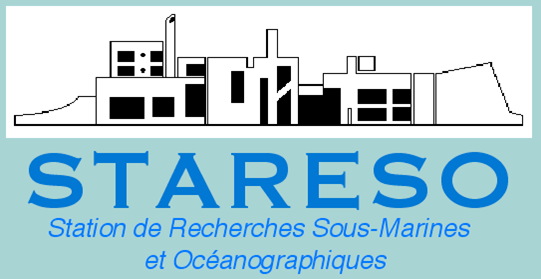 STARESO
Station de Recherches Sous-Marines
et Océanographiques